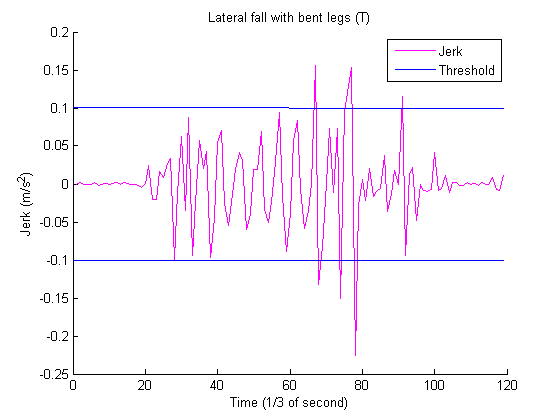 Lateral fall with bent legs (T)
0.2
0.15
0.1
0.05
0
-0.05
-0.1
-0.15
-0.2
-0.25
Jerk (m/s²)
Jerk
Threshold
0 20 40 60 80 100 120
Time (1/3 of second)